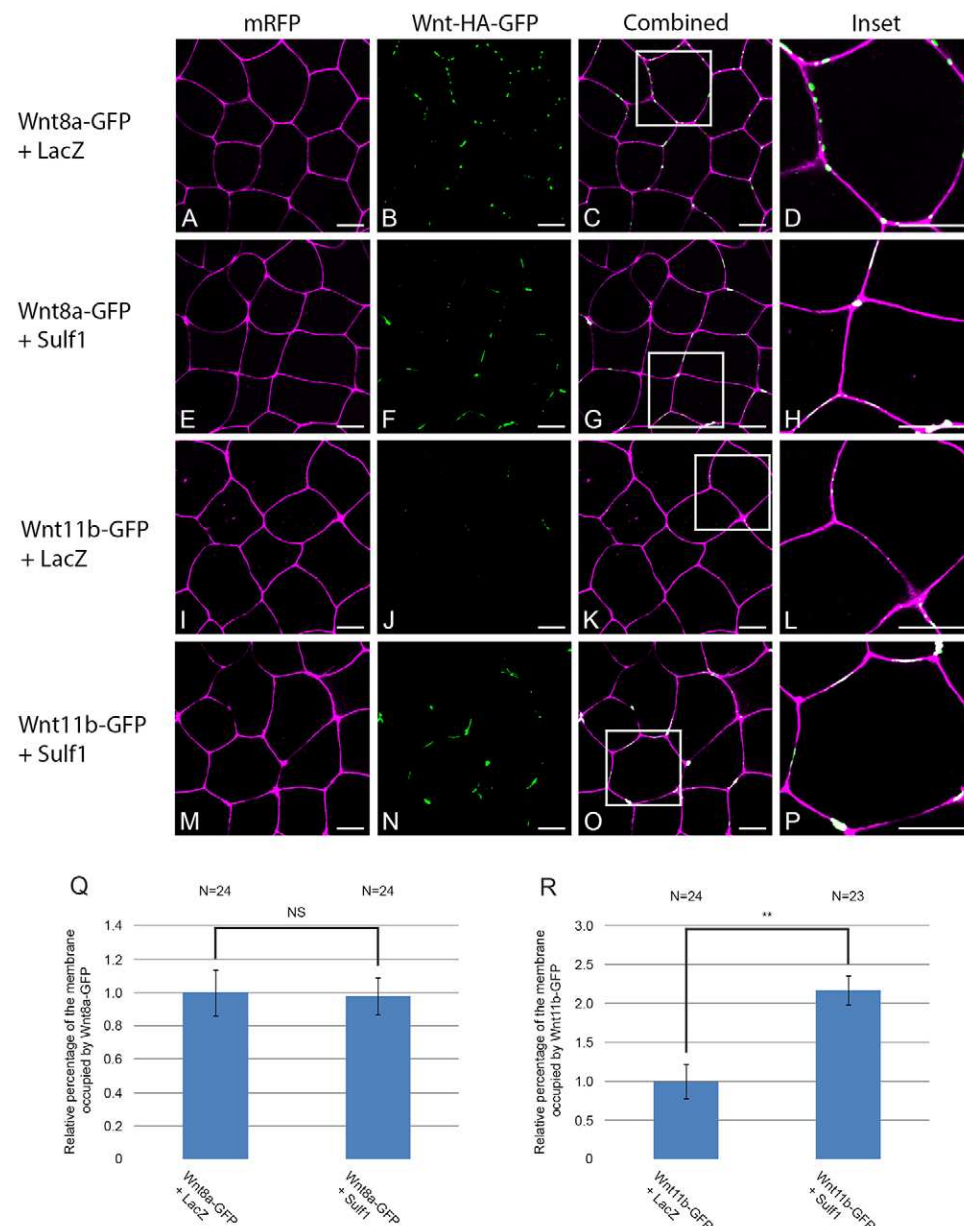 mRFP Wnt-HA-GFP Combined Inset
Wnt8a-GFP
+ LacZ
A B C D
Wnt8a-GFP
+ Sulf1
E F G H
Wnt11b-GFP
+ LacZ
I J K L
Wnt11b-GFP
+ Sulf1
M N O P
Q
N=24 N=24
NS
1.4
1.2
1.0
0.8
0.6
0.4
0.2
0
Relative percentage of the membrane
occupied by Wnt8a-GFP
Wnt8a-GFP
+ LacZ
Wnt8a-GFP
+ Sulf1
R
N=24 N=23
**
3.0
2.5
2.0
1.5
1.0
0.5
0
Relative percentage of the membrane
occupied by Wnt11b-GFP
Wnt11b-GFP
+ LacZ
Wnt11b-GFP
+ Sulf1